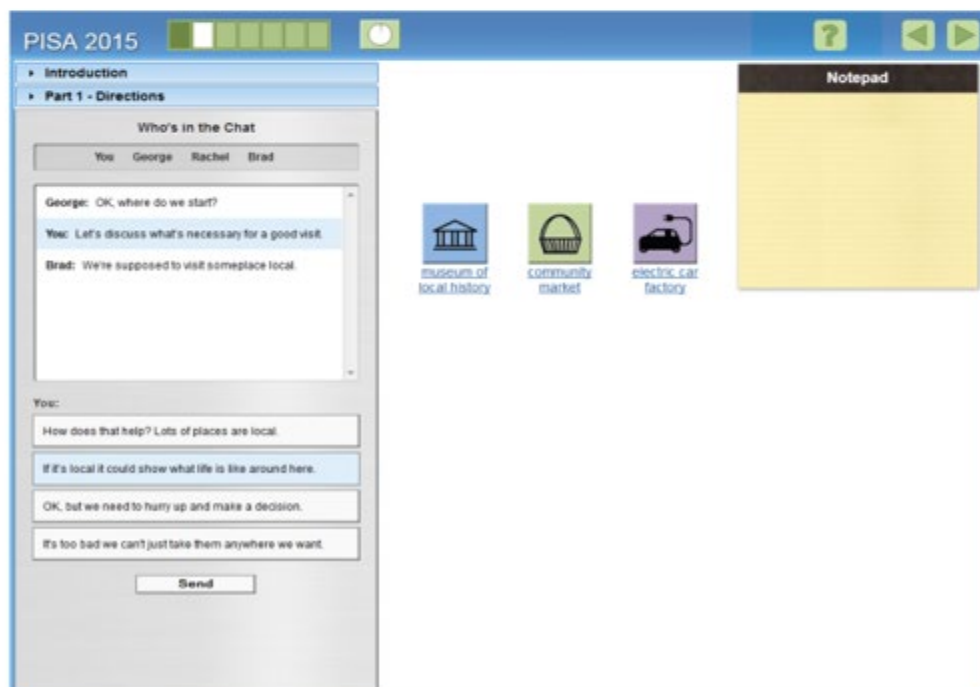 PISA 2015
?
Introduction
Part 1 - Directions
Who's in the Chat
You George Rachel Brad
George: OK, where do we start?
You: Let's discuss what's necessary for a good visit.
Brad: We're supposed to visit someplace local.
You:
How does that help? Lots of places are local.
If it's local it could show what life is like around here.
OK, but we need to hurry up and make a decision.
It's too bad we can't just take them anywhere we want.
Send
museum of
local history
community
market
electric car
factory
Notepad